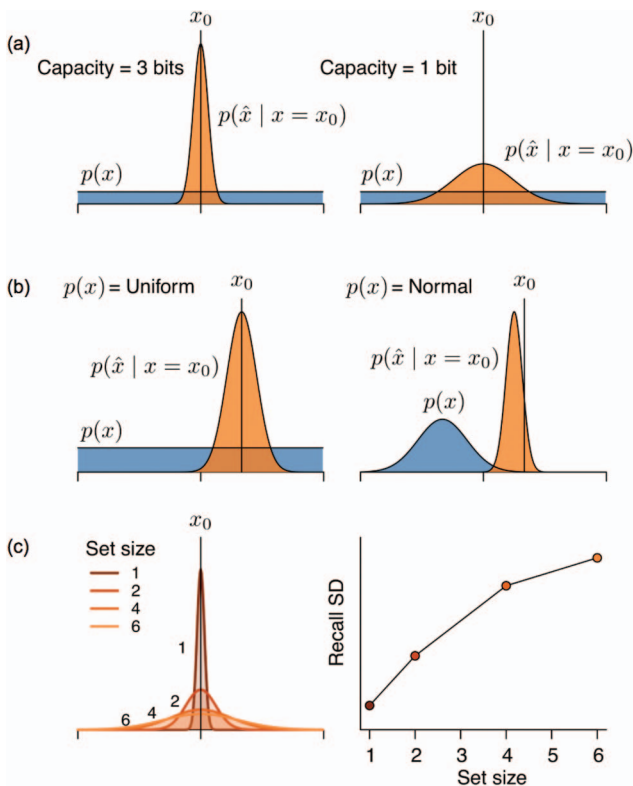 (a)
x₀
Capacity = 3 bits
p(x̂ | x = x₀)
p(x)
x₀
Capacity = 1 bit
p(x̂ | x = x₀)
p(x)
(b)
p(x) = Uniform
x₀
p(x̂ | x = x₀)
p(x)
p(x) = Normal
x₀
p(x̂ | x = x₀)
p(x)
(c)
x₀
Set size
1
2
4
6
1
2
4
6
Recall SD
1 2 3 4 5 6
Set size